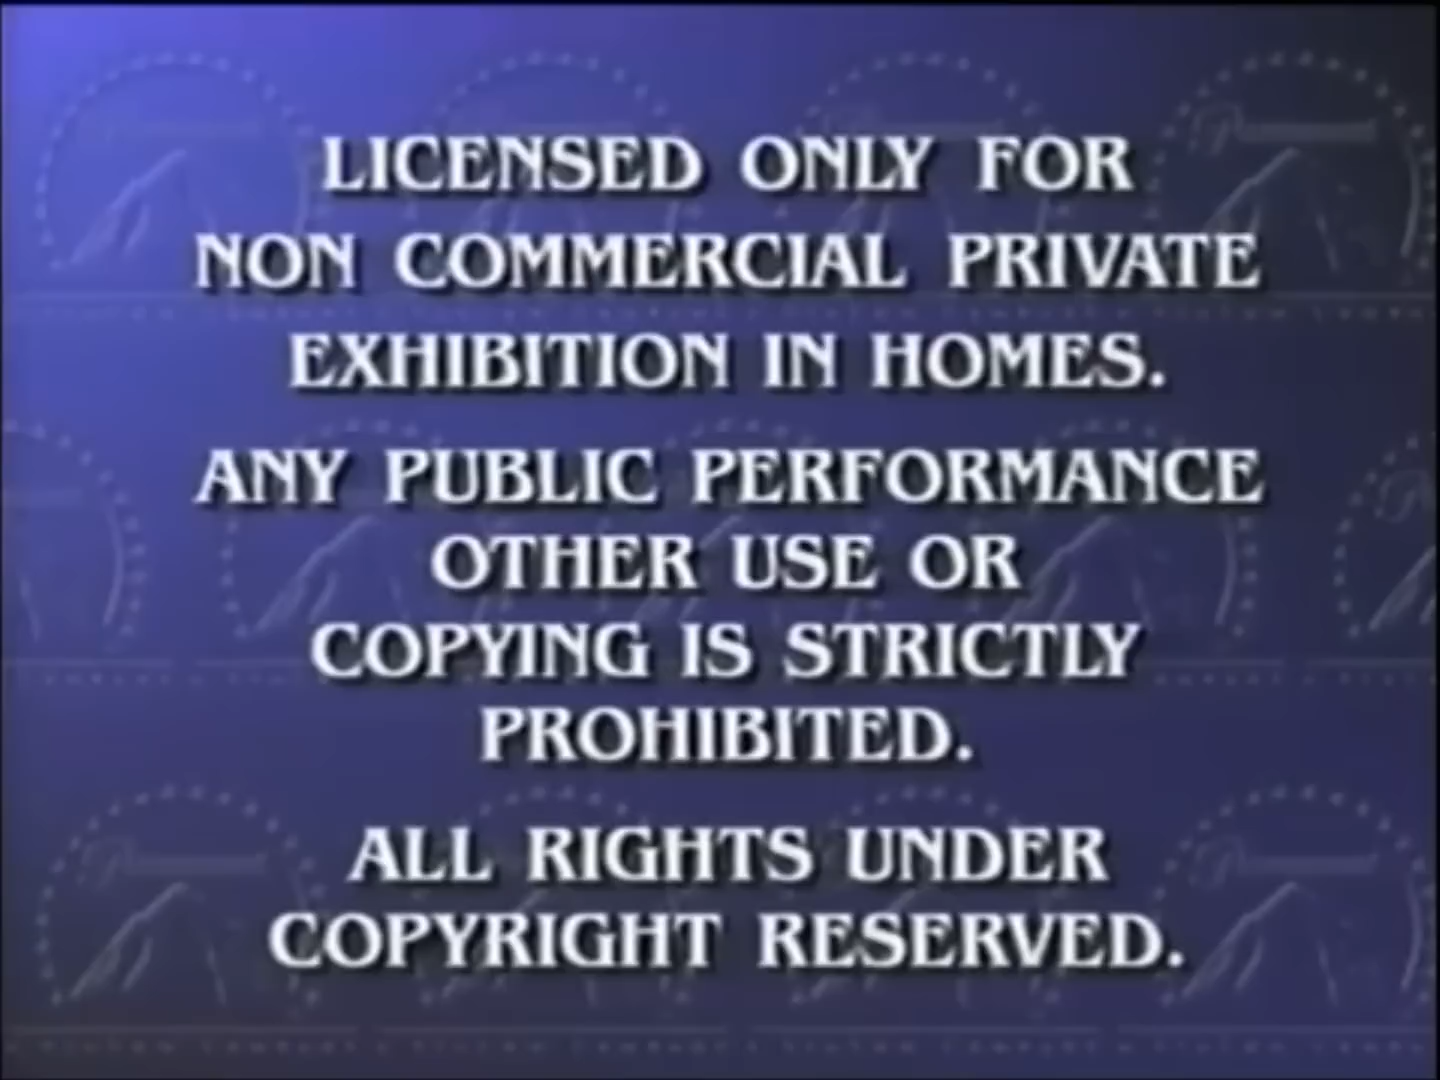 LICENSED ONLY FOR
NON COMMERCIAL PRIVATE
EXHIBITION IN HOMES.
ANY PUBLIC PERFORMANCE
OTHER USE OR
COPYING IS STRICTLY
PROHIBITED.
ALL RIGHTS UNDER
COPYRIGHT RESERVED.